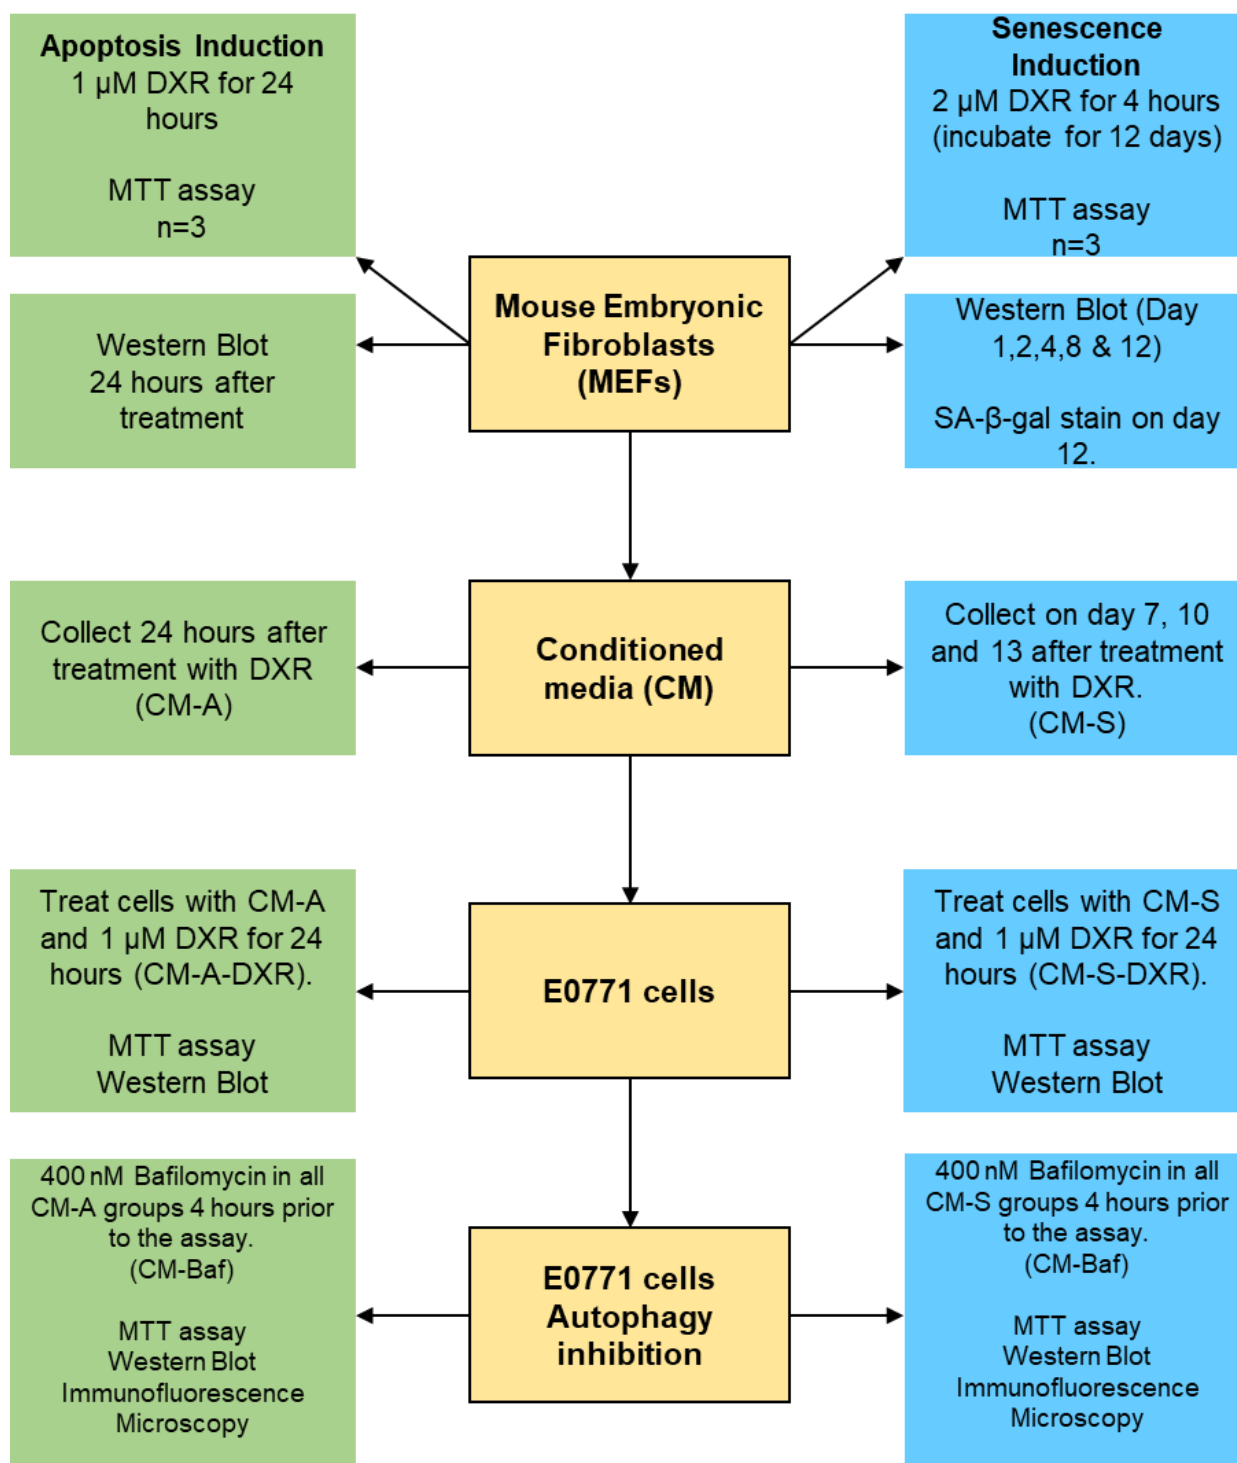 Apoptosis Induction
1 µM DXR for 24
hours
MTT assay
n=3
Senescence
Induction
2 µM DXR for 4 hours
(incubate for 12 days)
MTT assay
n=3
Mouse Embryonic
Fibroblasts
(MEFs)
Western Blot
24 hours after
treatment
Western Blot (Day
1,2,4,8 & 12)
SA-β-gal stain on day
12.
Collect 24 hours after
treatment with DXR
(CM-A)
Conditioned
media (CM)
Collect on day 7, 10
and 13 after treatment
with DXR.
(CM-S)
Treat cells with CM-A
and 1 µM DXR for 24
hours (CM-A-DXR).
MTT assay
Western Blot
E0771 cells
Treat cells with CM-S
and 1 µM DXR for 24
hours (CM-S-DXR).
MTT assay
Western Blot
400 nM Bafilomycin in all
CM-A groups 4 hours prior
to the assay.
(CM-Baf)
MTT assay
Western Blot
Immunofluorescence
Microscopy
E0771 cells
Autophagy
inhibition
400 nM Bafilomycin in all
CM-S groups 4 hours prior
to the assay.
(CM-Baf)
MTT assay
Western Blot
Immunofluorescence
Microscopy